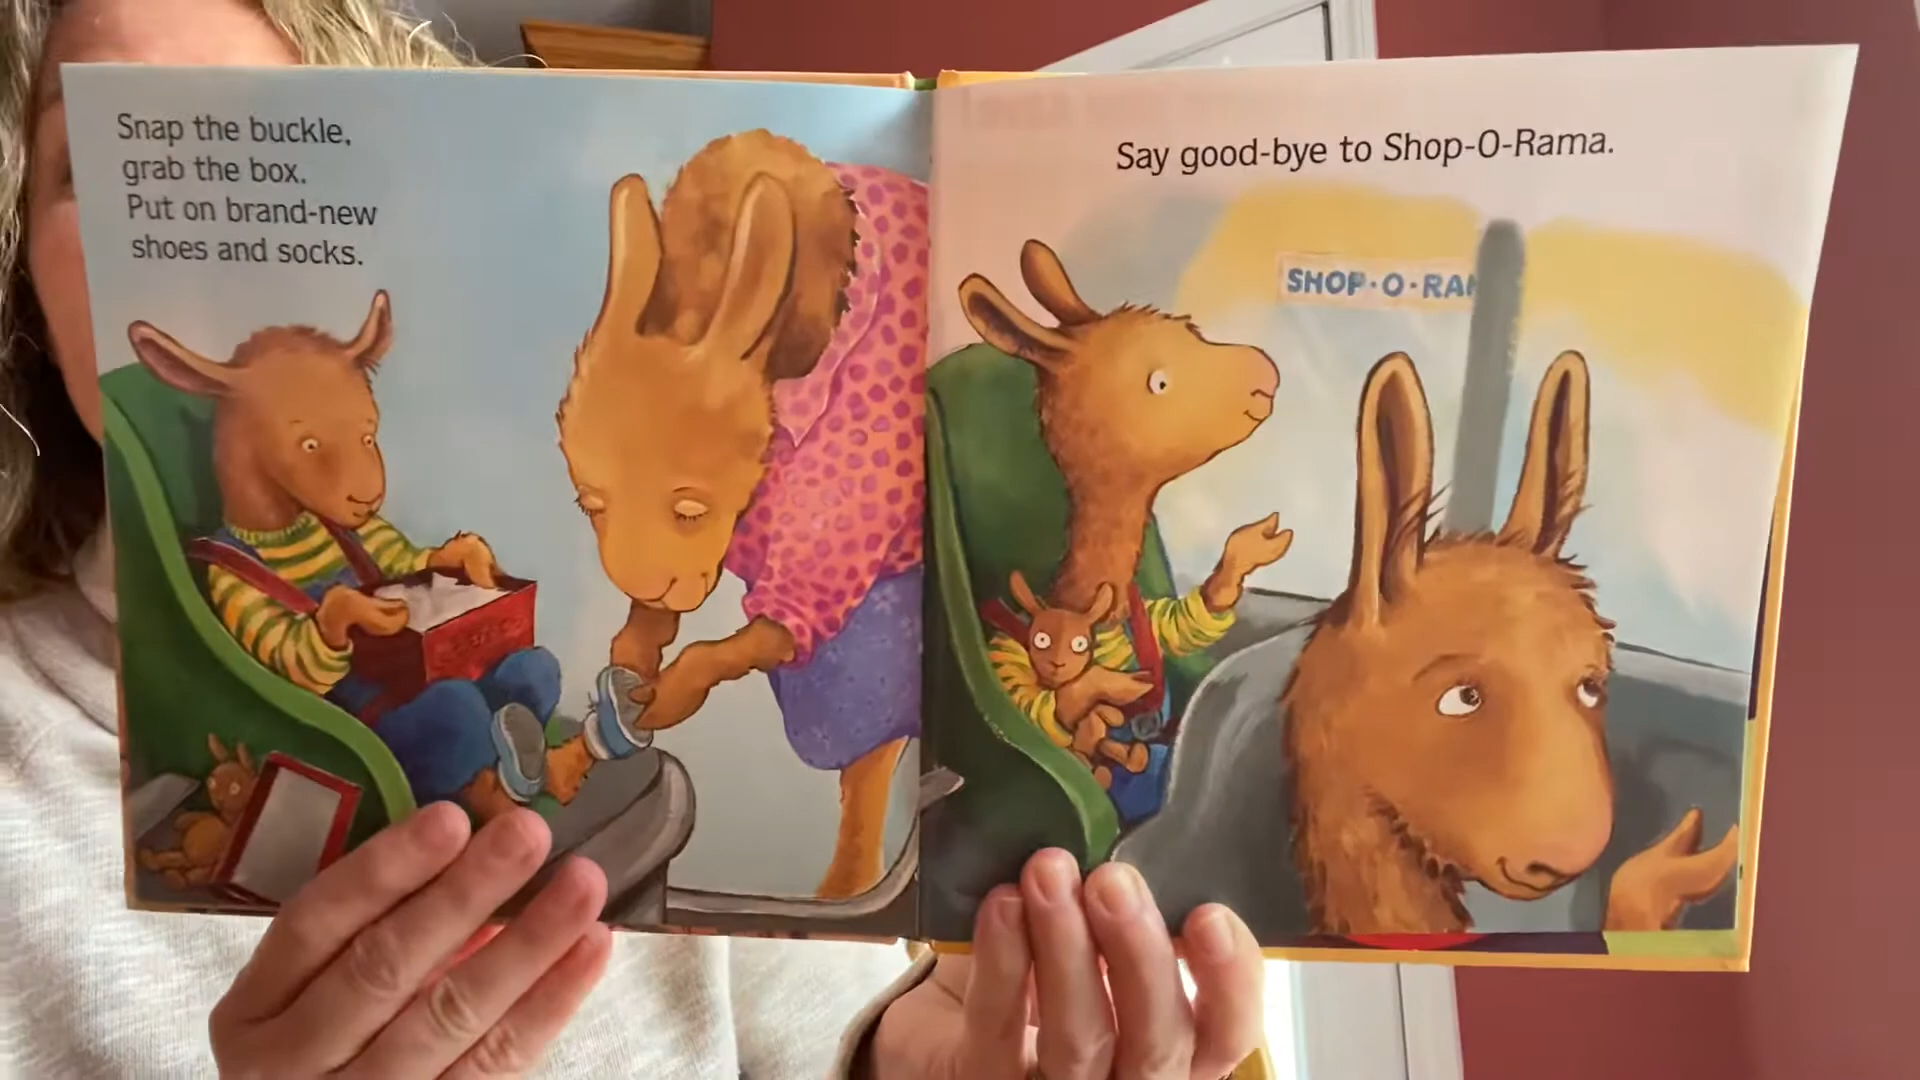 Snap the buckle,
grab the box.
Put on brand-new
shoes and socks.
Say good-bye to Shop-O-Rama.
SHOP·O·RA